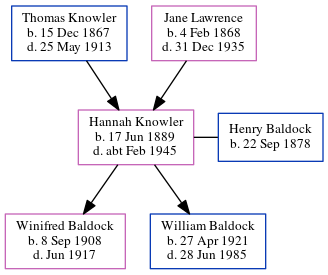 Thomas Knowler
b. 15 Dec 1867
d. 25 May 1913
Jane Lawrence
b. 4 Feb 1868
d. 31 Dec 1935
Hannah Knowler
b. 17 Jun 1889
d. abt Feb 1945
Henry Baldock
b. 22 Sep 1878
Winifred Baldock
b. 8 Sep 1908
d. Jun 1917
William Baldock
b. 27 Apr 1921
d. 28 Jun 1985